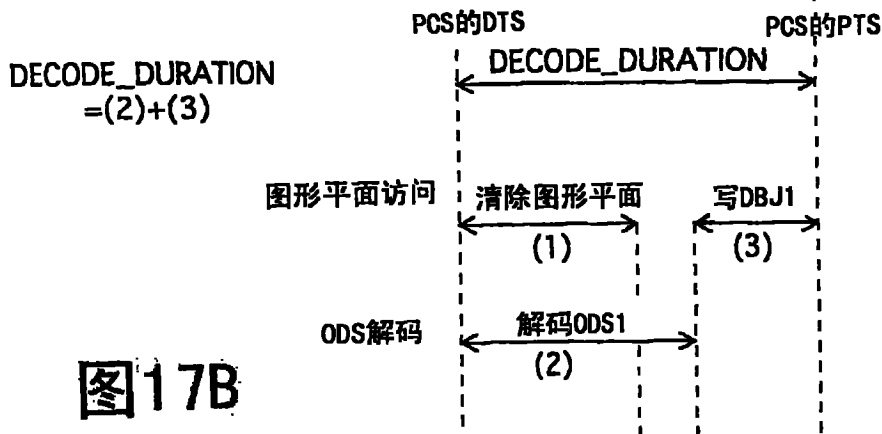 PCS的DTS
PCS的PTS
DECODE_DURATION
=(2)+(3)
DECODE_DURATION
图形平面访问
清除图形平面
写DBJ1
(1)
(3)
ODS解码
解码ODS1
(2)
图17B